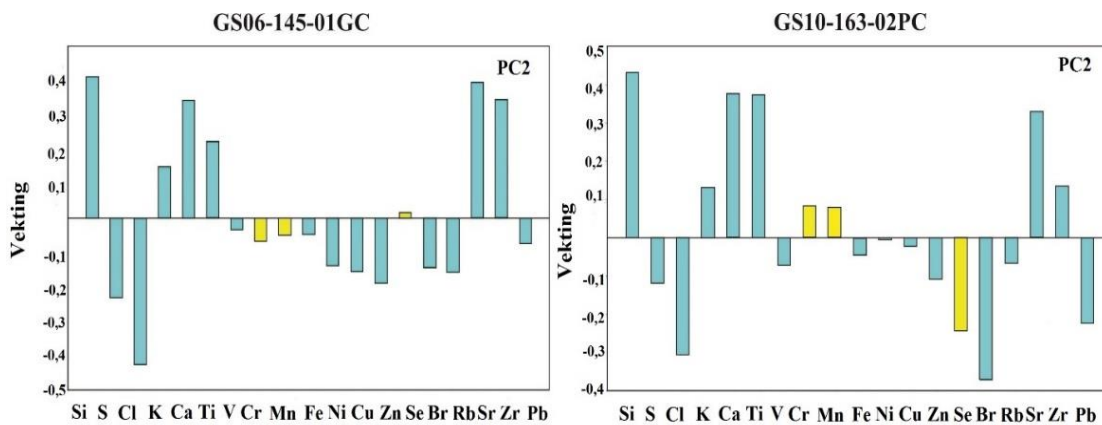 GS06-145-01GC
PC2
0,4
0,3
0,2
0,1
-0,1
-0,2
-0,3
-0,4
-0,5
Vekting
Si S Cl K Ca Ti V Cr Mn Fe Ni Cu Zn Se Br Rb Sr Zr Pb
GS10-163-02PC
PC2
0,5
0,4
0,3
0,2
0,1
-0,1
-0,2
-0,3
-0,4
Vekting
Si S Cl K Ca Ti V Cr Mn Fe Ni Cu Zn Se Br Rb Sr Zr Pb